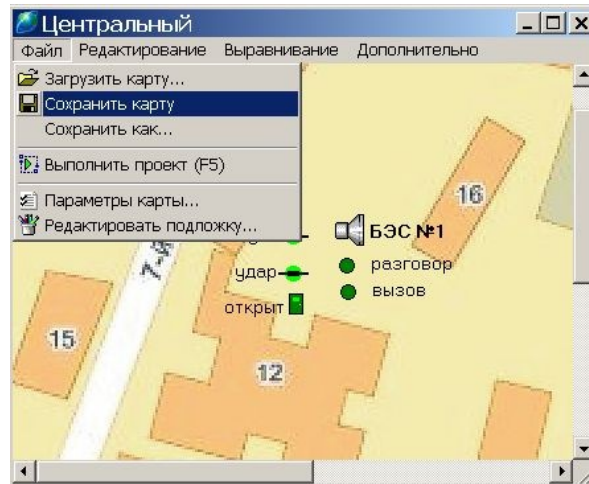 Центральный
Файл Редактирование Выравнивание Дополнительно
Загрузить карту...
Сохранить карту
Сохранить как...
Выполнить проект (F5)
Параметры карты...
Редактировать подложку...
16
БЭС №1
удар
разговор
вызов
открыт
15
12